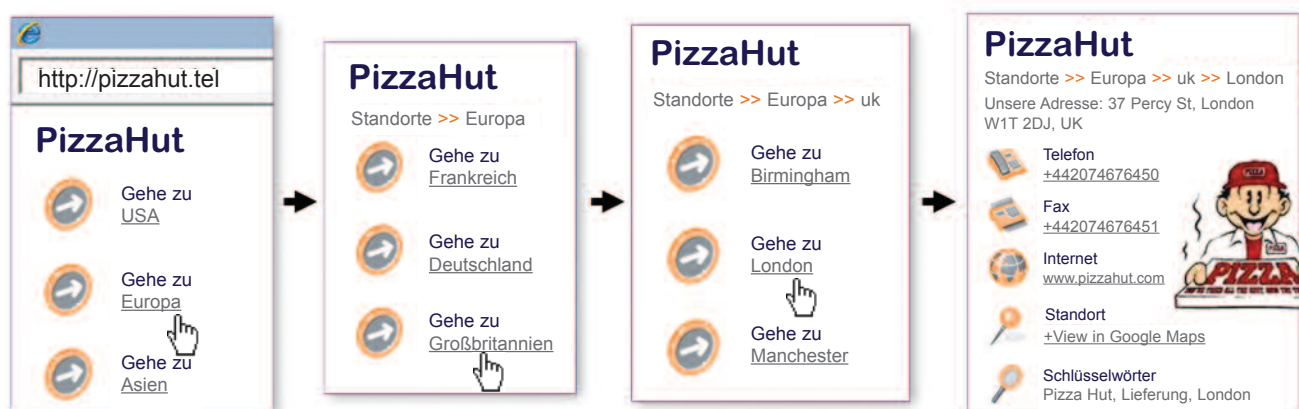 http://pizzahut.tel
PizzaHut
Gehe zu
USA
Gehe zu
Europa
Gehe zu
Asien
PizzaHut
Standorte >> Europa
Gehe zu
Frankreich
Gehe zu
Deutschland
Gehe zu
Großbritannien
PizzaHut
Standorte >> Europa >> uk
Gehe zu
Birmingham
Gehe zu
London
Gehe zu
Manchester
PizzaHut
Standorte >> Europa >> uk >> London
Unsere Adresse: 37 Percy St, London
W1T 2DJ, UK
Telefon
+442074676450
Fax
+442074676451
Internet
www.pizzahut.com
Standort
+View in Google Maps
Schlüsselwörter
Pizza Hut, Lieferung, London
PIZZA
PIZZA